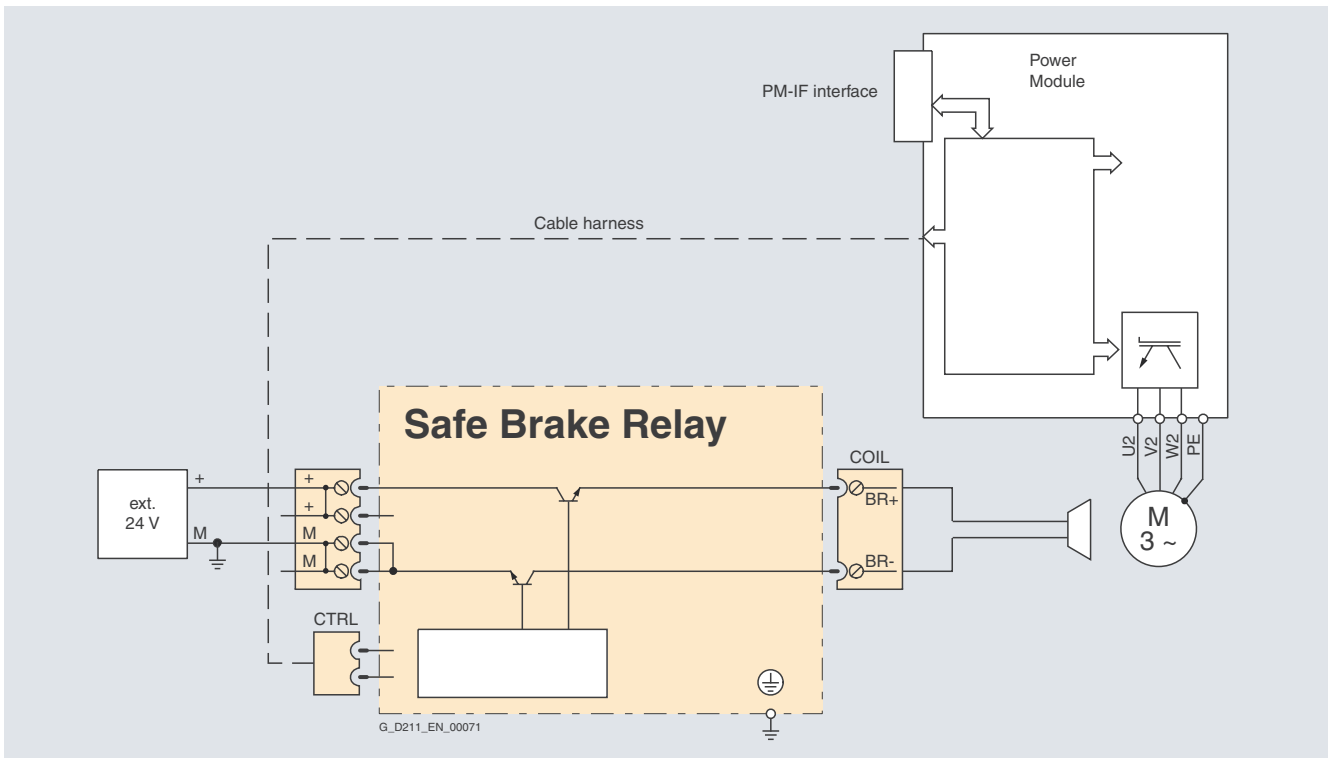 Power
Module
PM-IF interface
Cable harness
Safe Brake Relay
ext.
24 V
+
M
+
+
M
M
CTRL
COIL
BR+
BR-
U2
V2
W2
PE
M
3 ~
G_D211_EN_00071